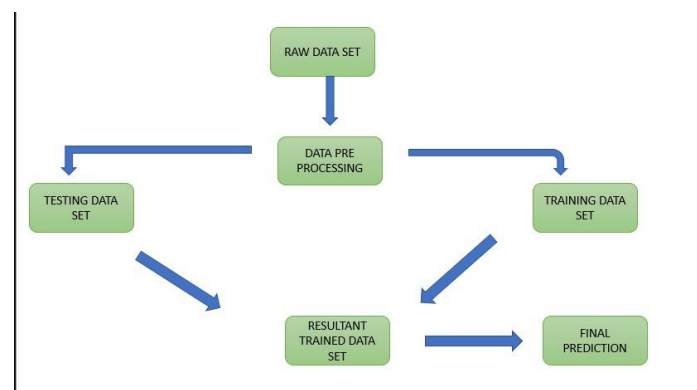 RAW DATA SET
DATA PRE
PROCESSING
TESTING DATA
SET
TRAINING DATA
SET
RESULTANT
TRAINED DATA
SET
FINAL
PREDICTION